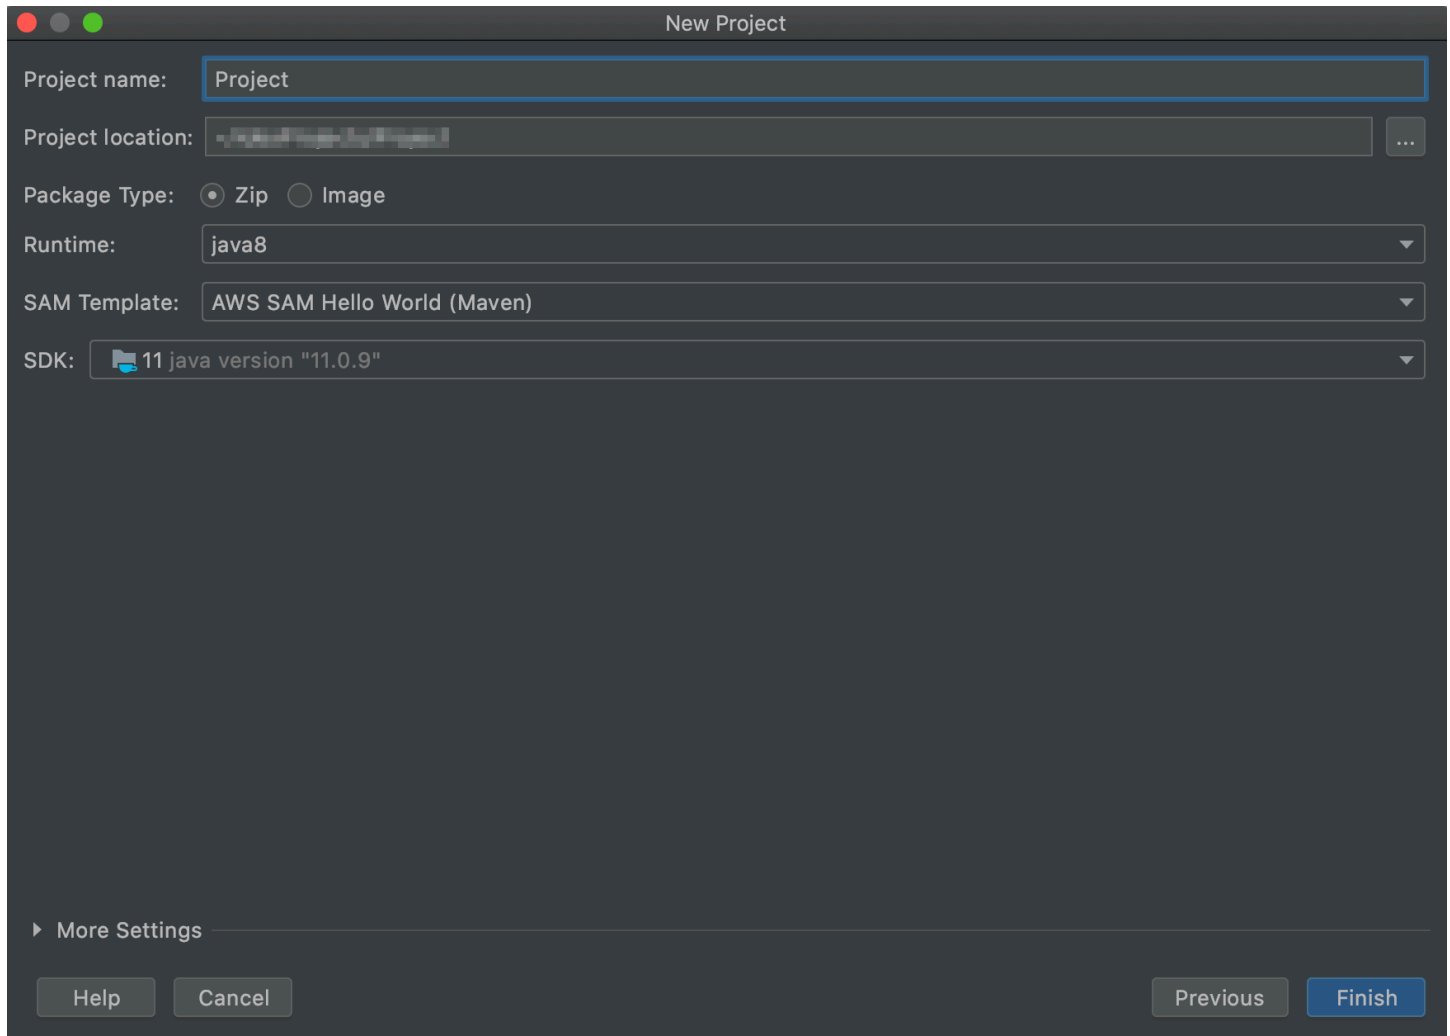 New Project
Project name: Project
Project location: ...
Package Type: Zip Image
Runtime: java8
SAM Template: AWS SAM Hello World (Maven)
SDK: 11 java version "11.0.9"
More Settings
Help Cancel Previous Finish